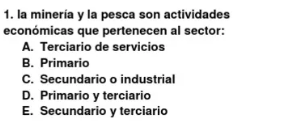 1. la minería y la pesca son actividades
económicas que pertenecen al sector:
A. Terciario de servicios
B. Primario
C. Secundario o industrial
D. Primario y terciario
E. Secundario y terciario